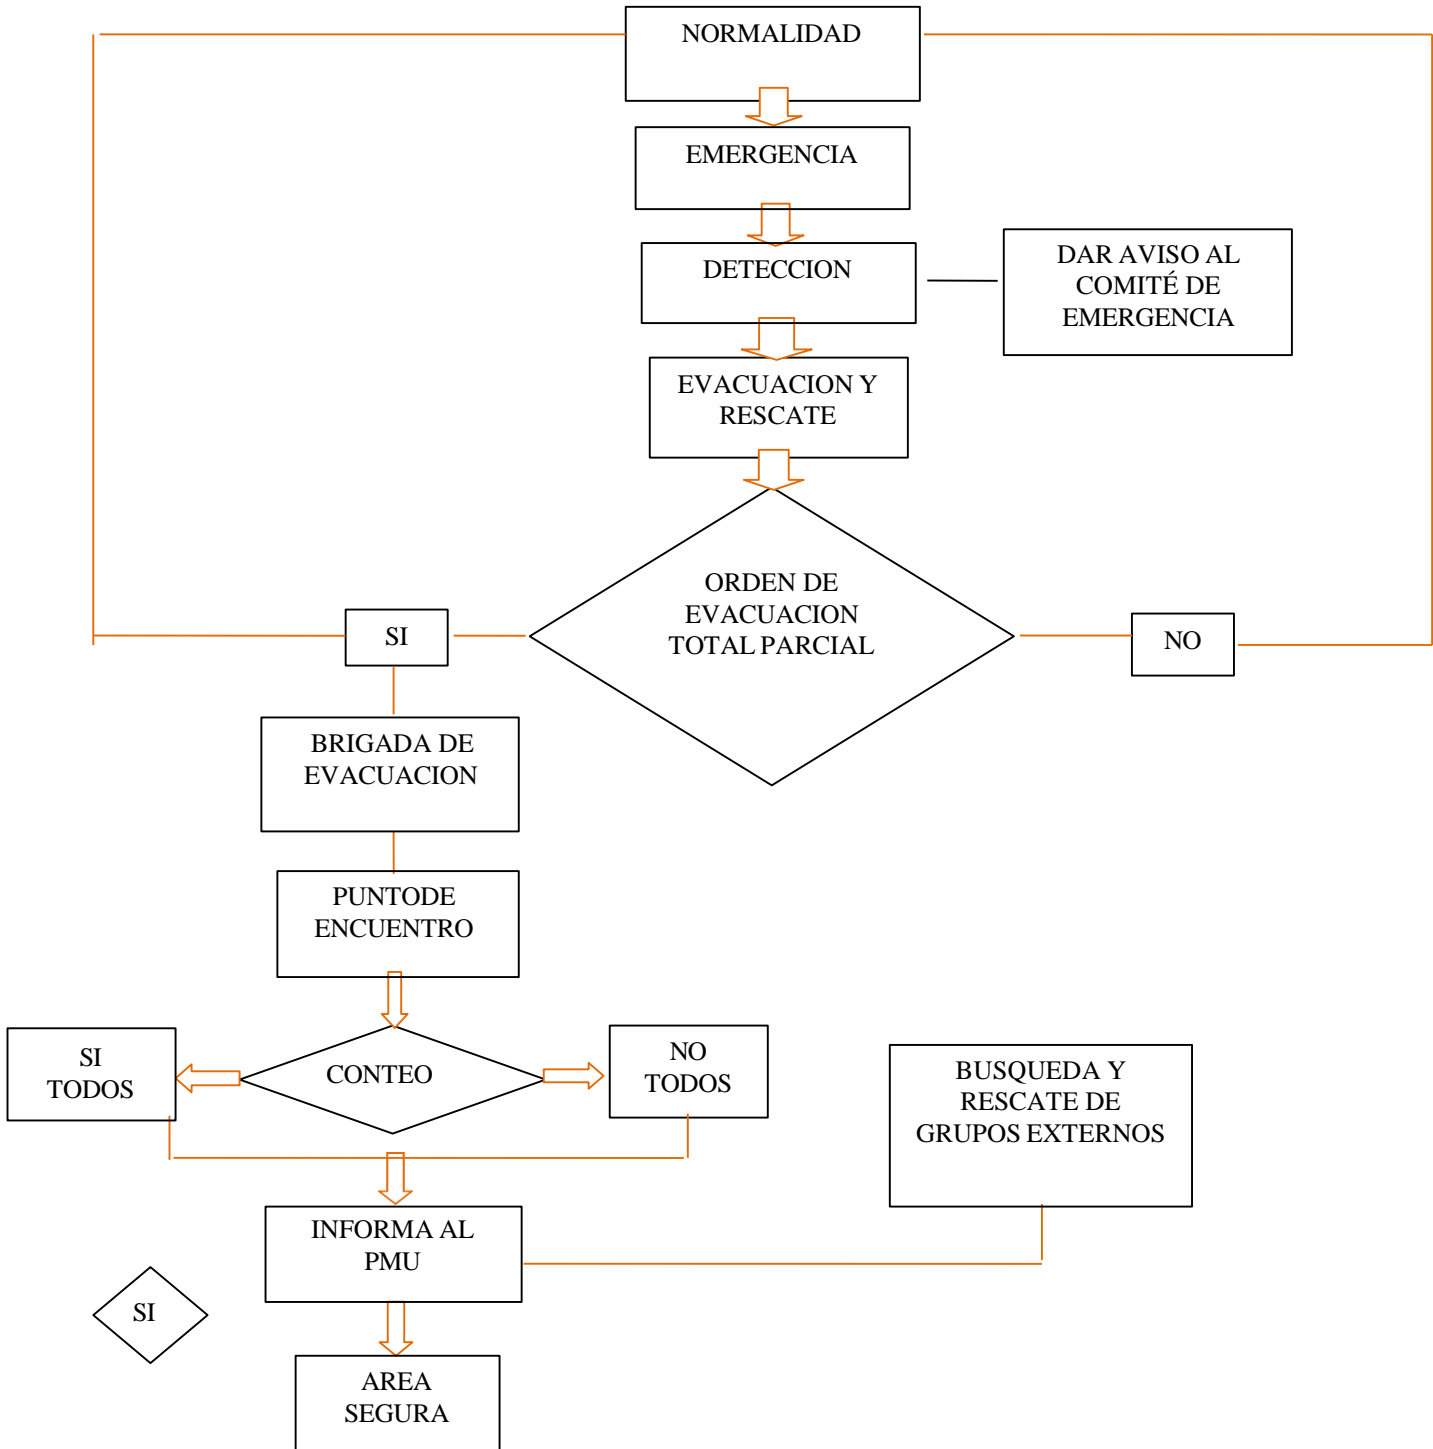 NORMALIDAD
EMERGENCIA
DETECCION
DAR AVISO AL
COMITÉ DE
EMERGENCIA
EVACUACION Y
RESCATE
ORDEN DE
EVACUACION
TOTAL PARCIAL
SI
NO
BRIGADA DE
EVACUACION
PUNTODE
ENCUENTRO
SI
TODOS
CONTEO
NO
TODOS
BUSQUEDA Y
RESCATE DE
GRUPOS EXTERNOS
INFORMA AL
PMU
SI
AREA
SEGURA